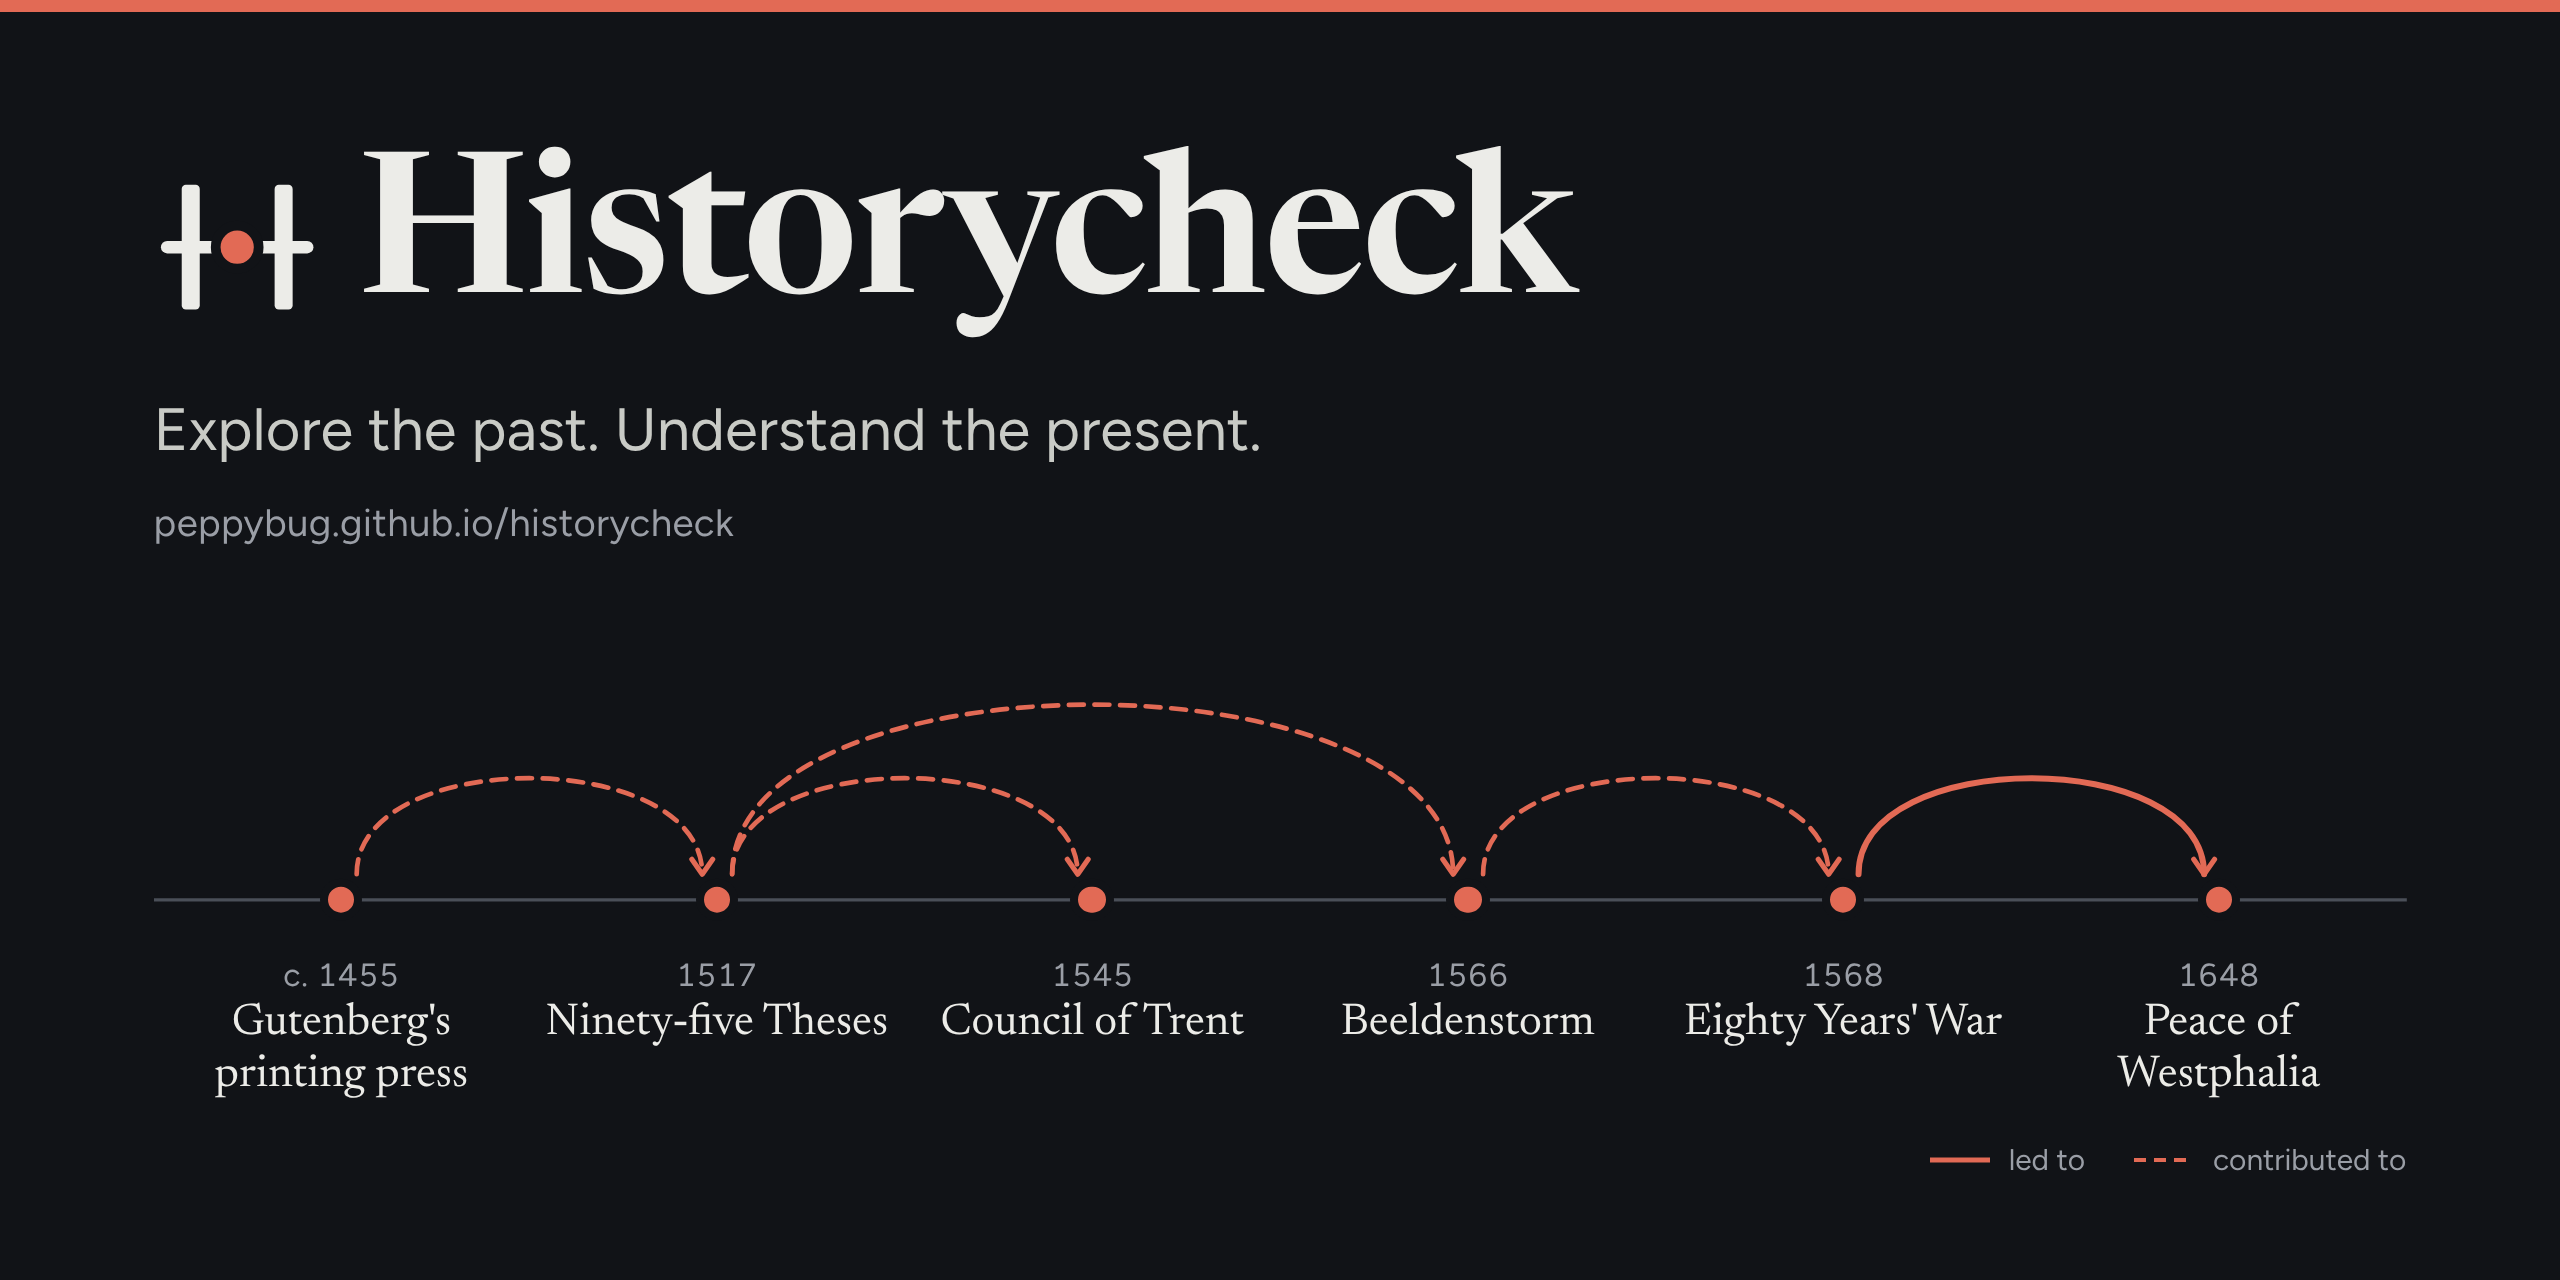 Historycheck
Explore the past. Understand the present.
peppybug.github.io/historycheck
c. 1455
Gutenberg's
printing press
1517
Ninety-five Theses
1545
Council of Trent
1566
Beeldenstorm
1568
Eighty Years' War
1648
Peace of
Westphalia
led to
contributed to